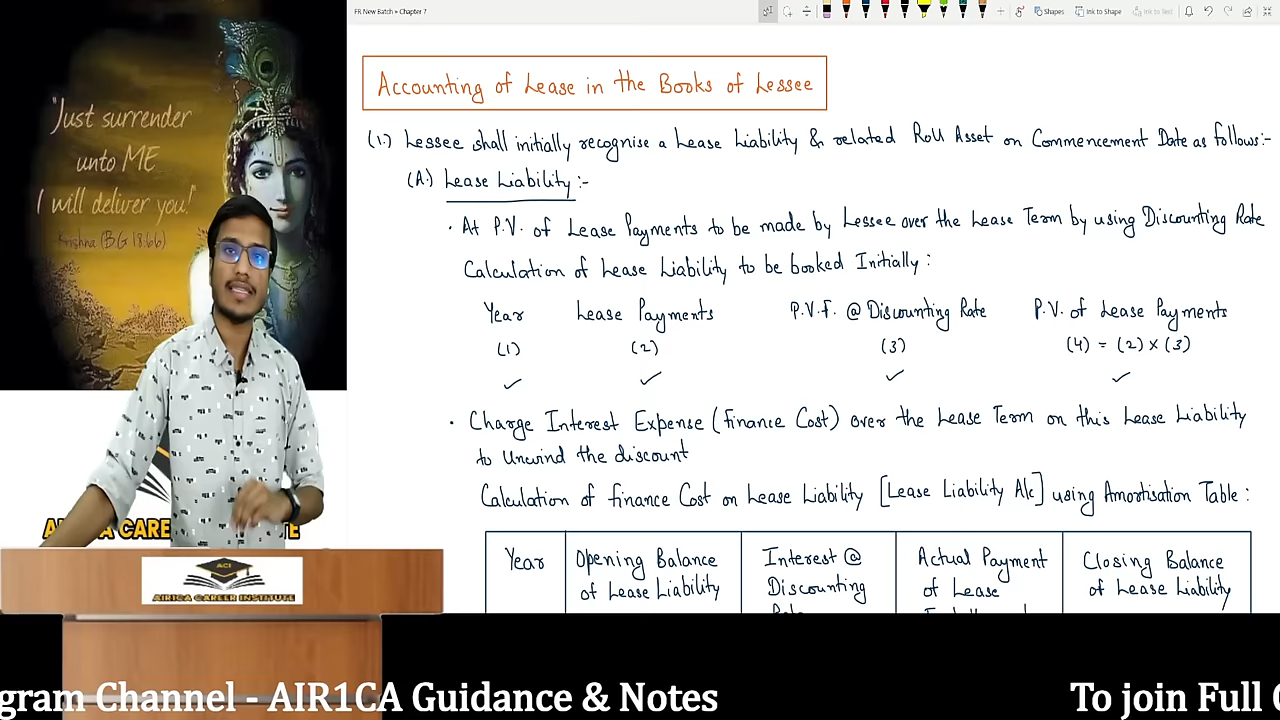 FR New Batch » Chapter 7
Shapes
Ink to Shape
Ink to Text
Accounting of Lease in the Books of Lessee
(1.) Lessee shall initially recognise a Lease Liability & related RoU Asset on Commencement Date as follows:-
(A.) Lease Liability :-
· At P.V. of Lease Payments to be made by Lessee over the Lease Term by using Discounting Rate
Calculation of Lease Liability to be booked Initially :
Year Lease Payments P.V.F. @ Discounting Rate P.V. of Lease Payments
(1) (2) (3) (4) = (2) x (3)
✓ ✓ ✓ ✓
· Charge Interest Expense (Finance Cost) over the Lease Term on this Lease Liability
to Unwind the discount
Calculation of Finance Cost on Lease Liability [Lease Liability A/c] using Amortisation Table :
Year Opening Balance Interest @ Actual Payment Closing Balance
of Lease Liability Discounting of Lease of Lease Liability
"Just surrender
unto ME
I will deliver you!"
- Krishna (BG 18:66)
ACI
AIR1CA CAREER INSTITUTE
gram Channel - AIR1CA Guidance & Notes
To join Full